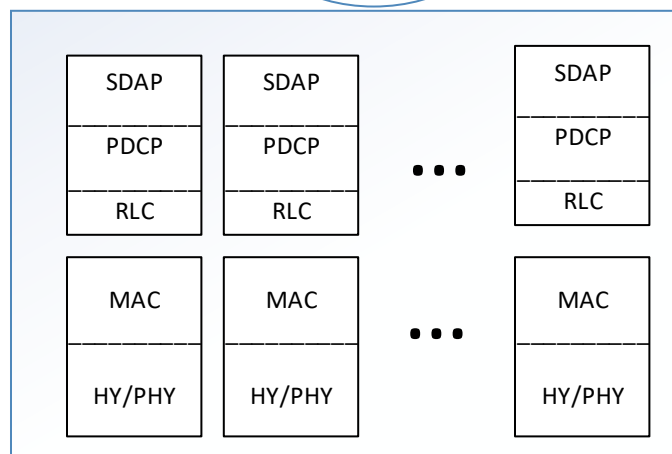 SDAP SDAP SDAP
PDCP PDCP ... PDCP
RLC RLC RLC
MAC MAC ... MAC
HY/PHY HY/PHY HY/PHY